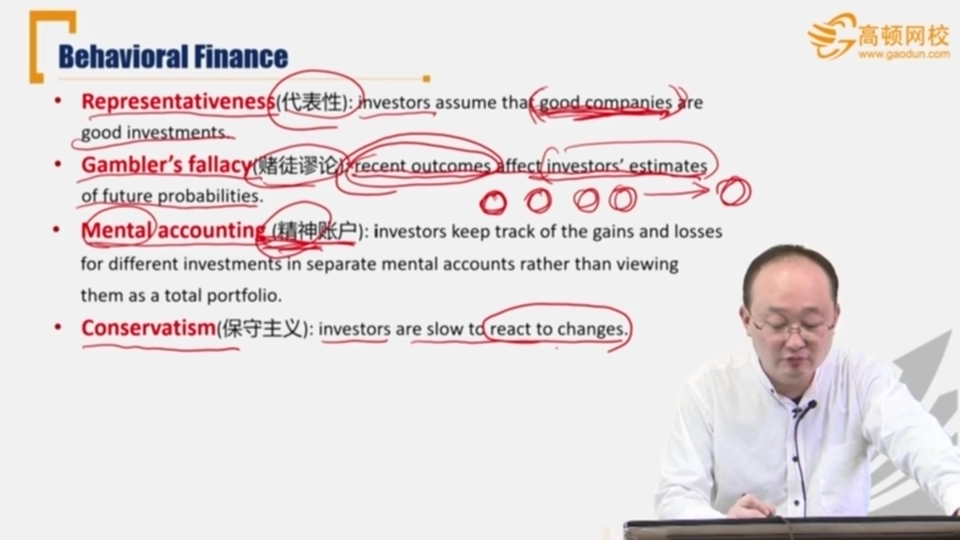 Behavioral Finance
高顿网校
www.gaodun.com
• Representativeness(代表性): investors assume that good companies are
good investments.
• Gambler's fallacy(赌徒谬论): recent outcomes affect investors' estimates
of future probabilities.
• Mental accounting (精神账户): investors keep track of the gains and losses
for different investments in separate mental accounts rather than viewing
them as a total portfolio.
• Conservatism(保守主义): investors are slow to react to changes.